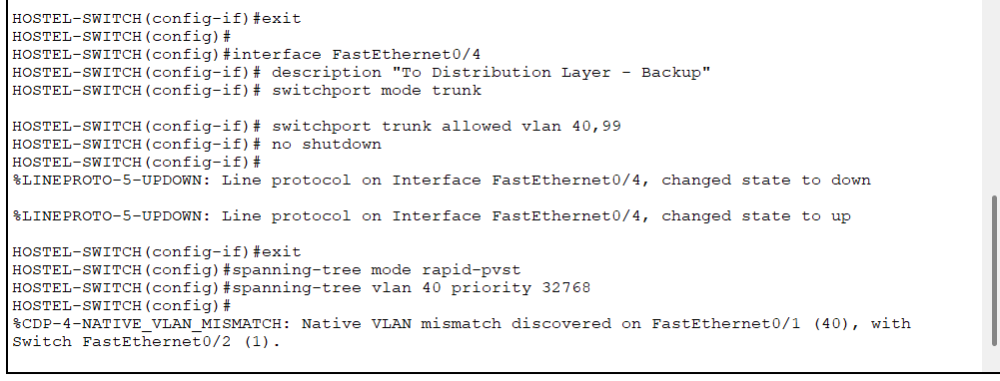 HOSTEL-SWITCH(config-if)#exit
HOSTEL-SWITCH(config)#
HOSTEL-SWITCH(config)#interface FastEthernet0/4
HOSTEL-SWITCH(config-if)# description "To Distribution Layer - Backup"
HOSTEL-SWITCH(config-if)# switchport mode trunk
HOSTEL-SWITCH(config-if)# switchport trunk allowed vlan 40,99
HOSTEL-SWITCH(config-if)# no shutdown
HOSTEL-SWITCH(config-if)#
%LINEPROTO-5-UPDOWN: Line protocol on Interface FastEthernet0/4, changed state to down
%LINEPROTO-5-UPDOWN: Line protocol on Interface FastEthernet0/4, changed state to up
HOSTEL-SWITCH(config-if)#exit
HOSTEL-SWITCH(config)#spanning-tree mode rapid-pvst
HOSTEL-SWITCH(config)#spanning-tree vlan 40 priority 32768
HOSTEL-SWITCH(config)#
%CDP-4-NATIVE_VLAN_MISMATCH: Native VLAN mismatch discovered on FastEthernet0/1 (40), with
Switch FastEthernet0/2 (1).